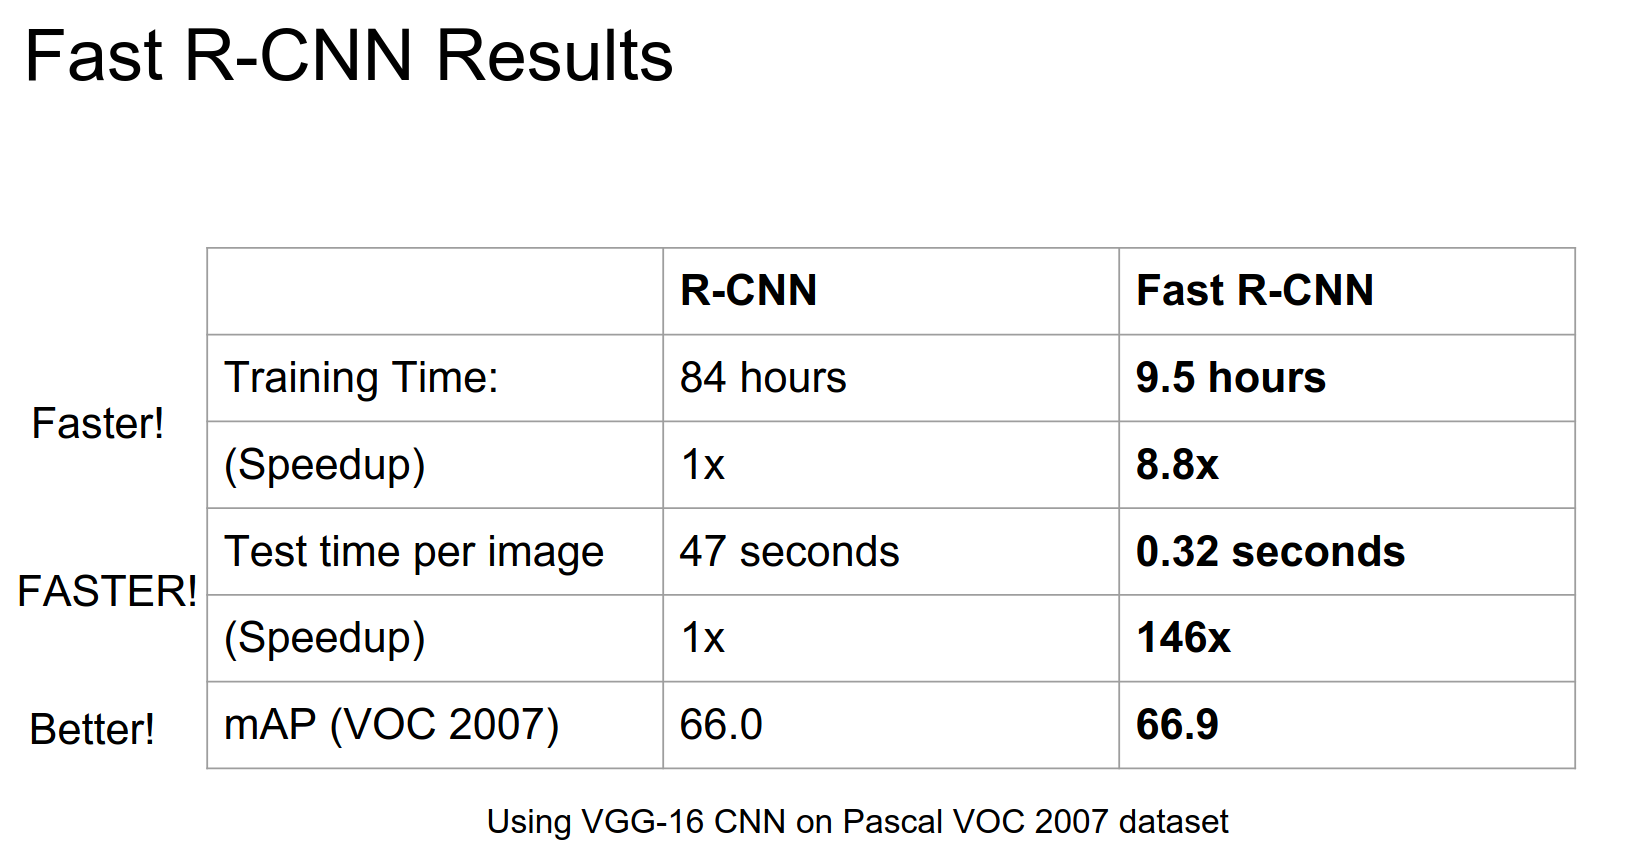 Fast R-CNN Results
R-CNN Fast R-CNN
Training Time: 84 hours 9.5 hours
Faster!
(Speedup) 1x 8.8x
Test time per image 47 seconds 0.32 seconds
FASTER!
(Speedup) 1x 146x
Better! mAP (VOC 2007) 66.0 66.9
Using VGG-16 CNN on Pascal VOC 2007 dataset